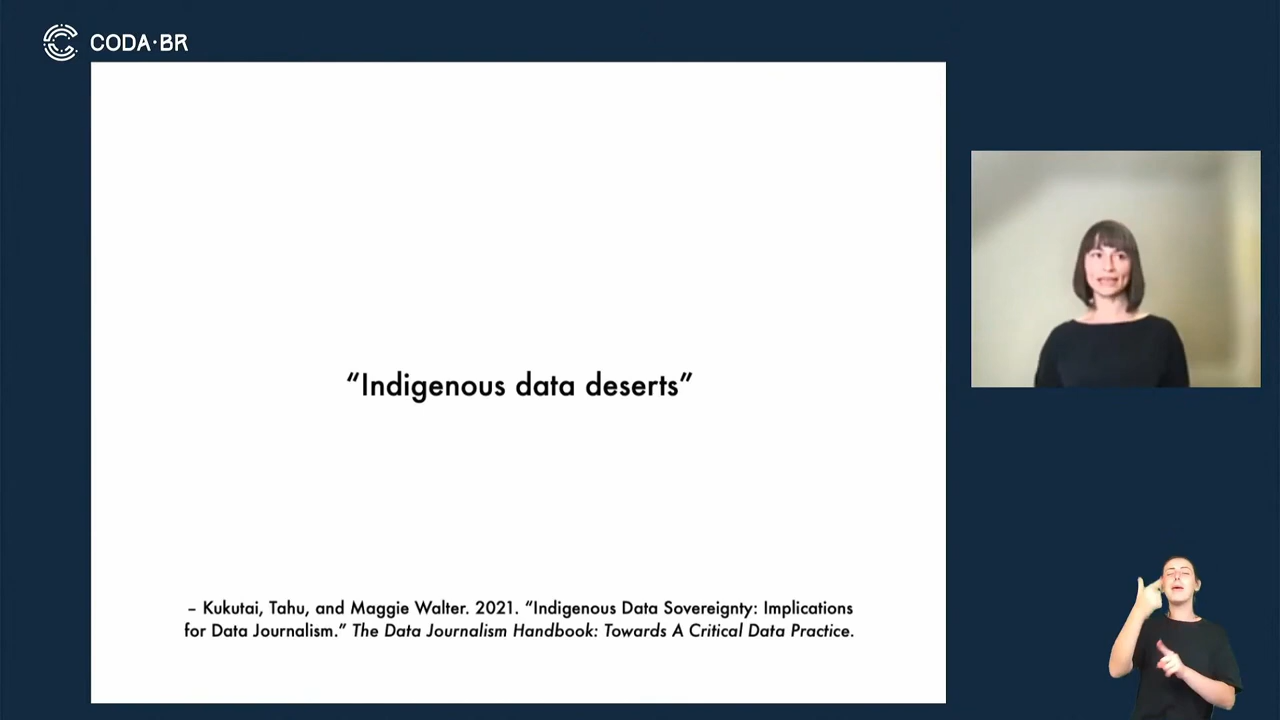 CODA·BR
“Indigenous data deserts”
– Kukutai, Tahu, and Maggie Walter. 2021. “Indigenous Data Sovereignty: Implications
for Data Journalism.” The Data Journalism Handbook: Towards A Critical Data Practice.